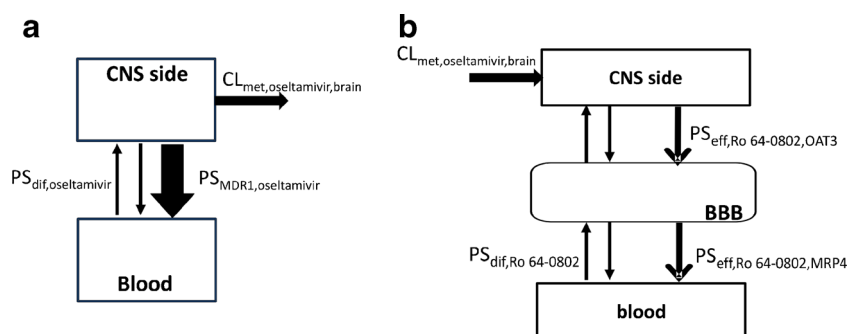 a
CNS side
CLmet,oseltamivir,brain
PSdif,oseltamivir
PSMDR1,oseltamivir
Blood
b
CLmet,oseltamivir,brain
CNS side
PSeff,Ro 64-0802,OAT3
BBB
PSdif,Ro 64-0802
PSeff,Ro 64-0802,MRP4
blood